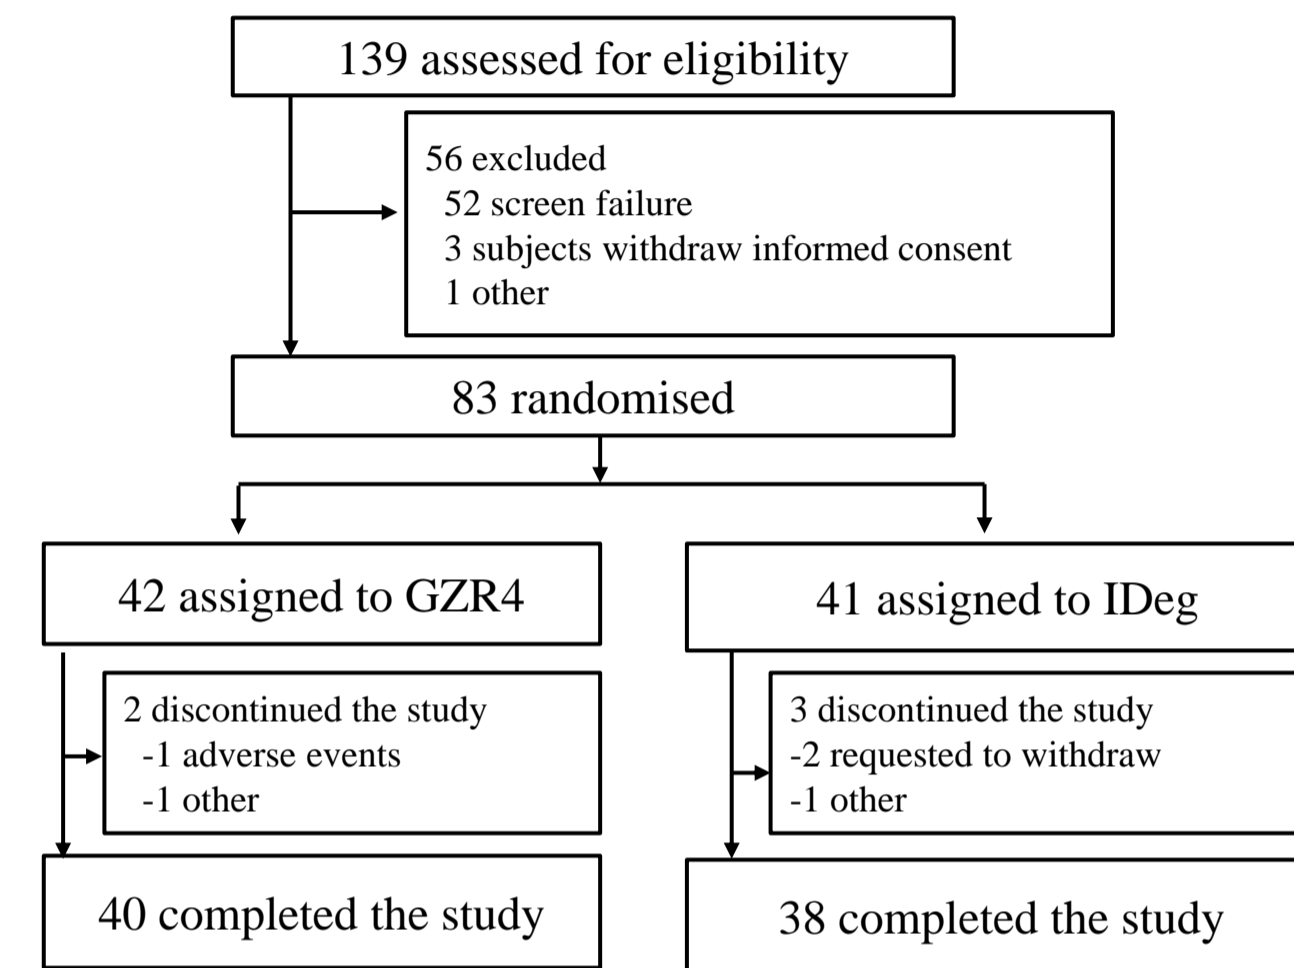 139 assessed for eligibility
56 excluded
52 screen failure
3 subjects withdraw informed consent
1 other
83 randomised
42 assigned to GZR4
41 assigned to IDeg
2 discontinued the study
-1 adverse events
-1 other
3 discontinued the study
-2 requested to withdraw
-1 other
40 completed the study
38 completed the study